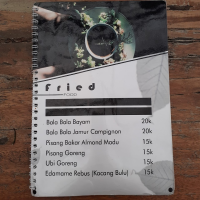 Fried
FOOD
Bala Bala Bayam 20k
Bala Bala Jamur Campignon 20k
Pisang Bakar Almond Madu 15k
Pisang Goreng 15k
Ubi Goreng 15k
Edamame Rebus (Kacang Bulu) 15k